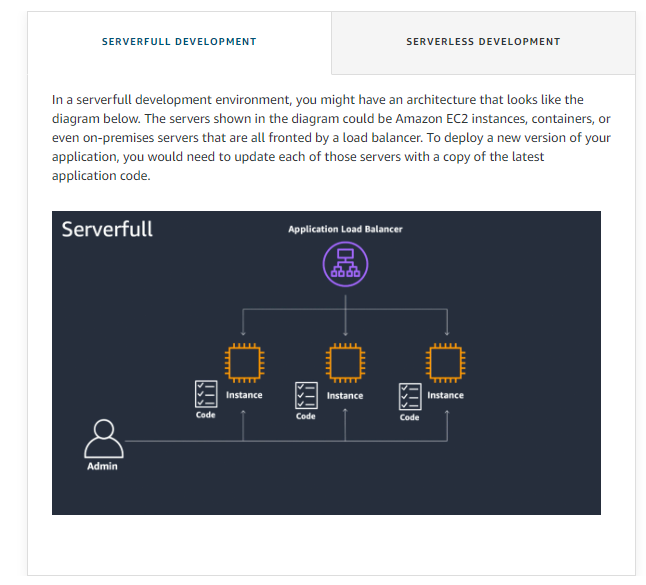 SERVERFULL DEVELOPMENT
SERVERLESS DEVELOPMENT
In a serverfull development environment, you might have an architecture that looks like the
diagram below. The servers shown in the diagram could be Amazon EC2 instances, containers, or
even on-premises servers that are all fronted by a load balancer. To deploy a new version of your
application, you would need to update each of those servers with a copy of the latest
application code.
Serverfull
Application Load Balancer
Instance
Instance
Instance
Code
Code
Code
Admin